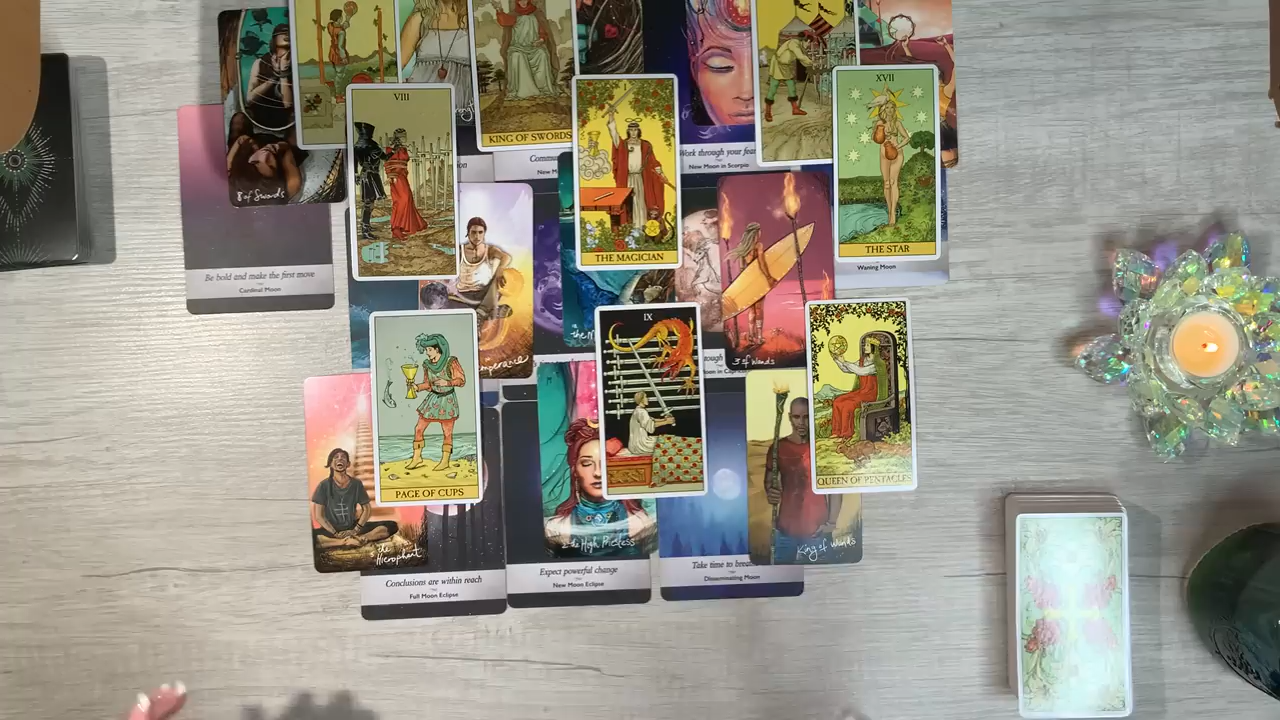 8 of Swords
KING OF SWORDS
VIII
XVII
Work through your fear
New Moon in Scorpio
THE MAGICIAN
THE STAR
Waning Moon
Be bold and make the first move
Cardinal Moon
3 of Wands
IX
PAGE OF CUPS
QUEEN OF PENTACLES
the
Hierophant
the High Priestess
King of Wands
Conclusions are within reach
Full Moon Eclipse
Expect powerful change
New Moon Eclipse
Take time to
Disseminating Moon